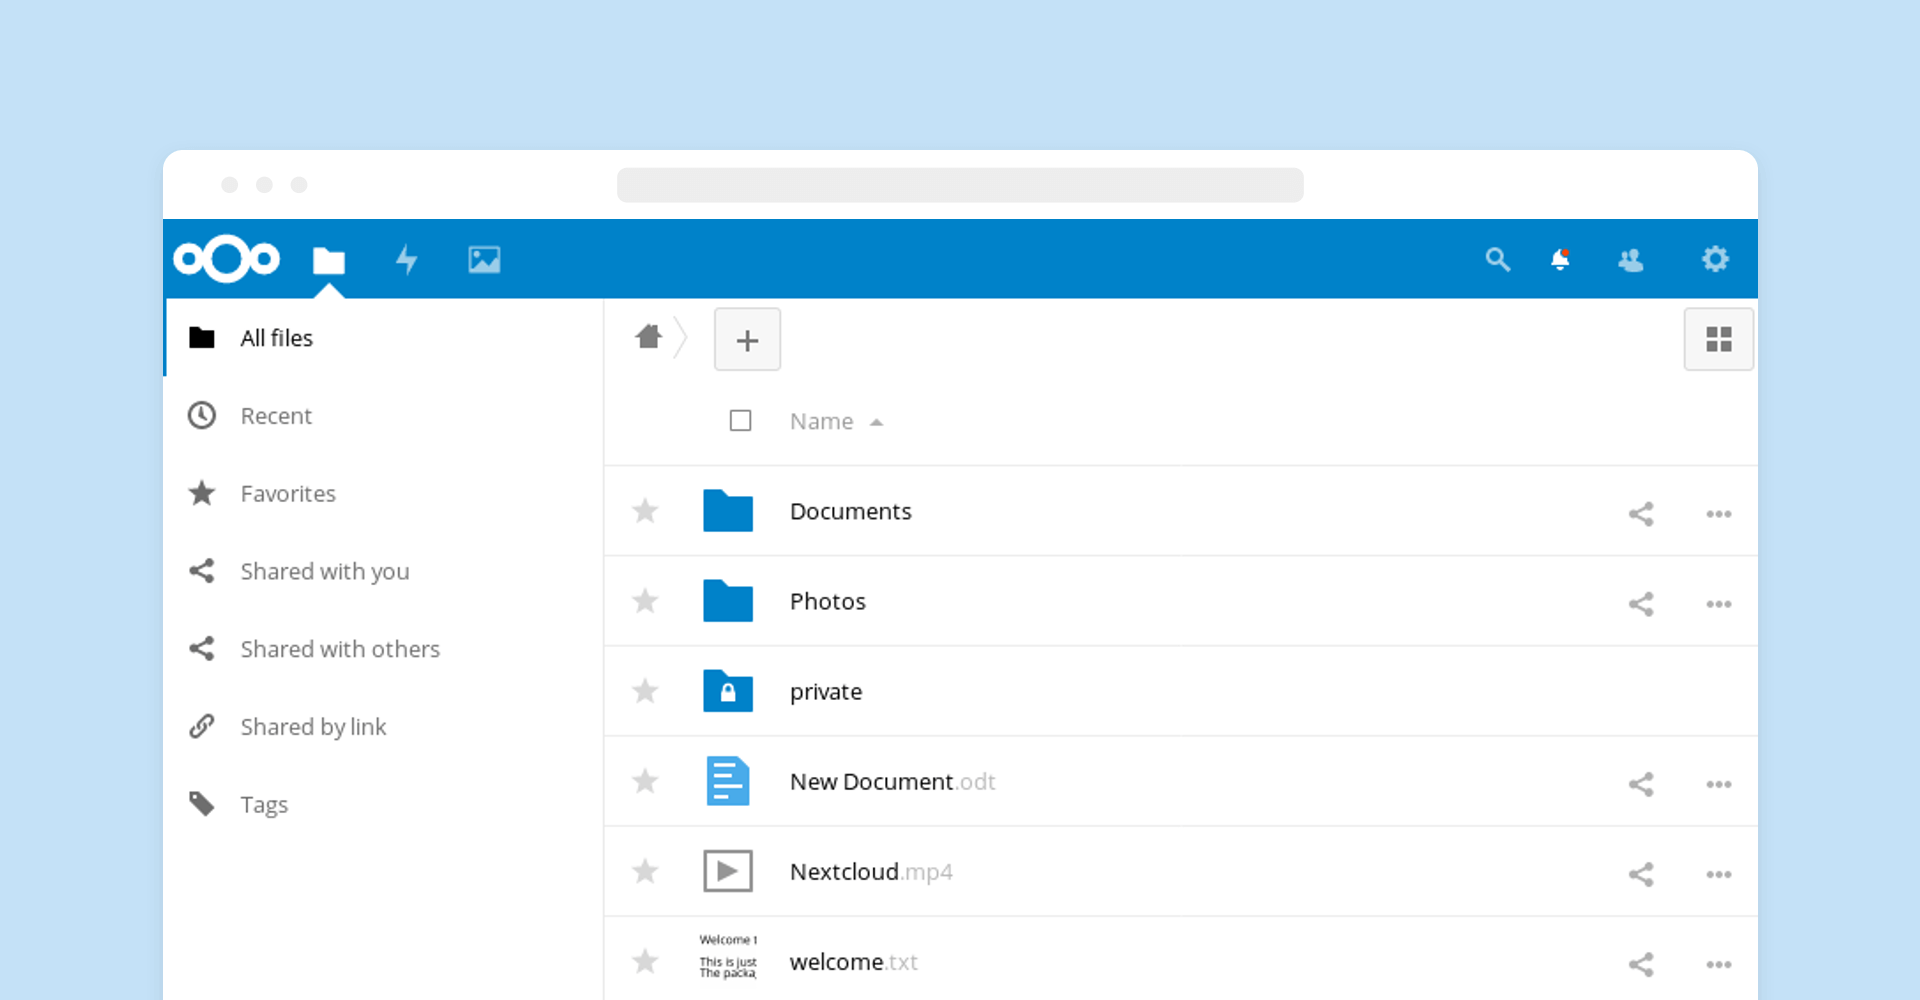 All files
Recent
Favorites
Shared with you
Shared with others
Shared by link
Tags
Name
Documents
Photos
private
New Document.odt
Nextcloud.mp4
Welcome t
This is just
The packa
welcome.txt